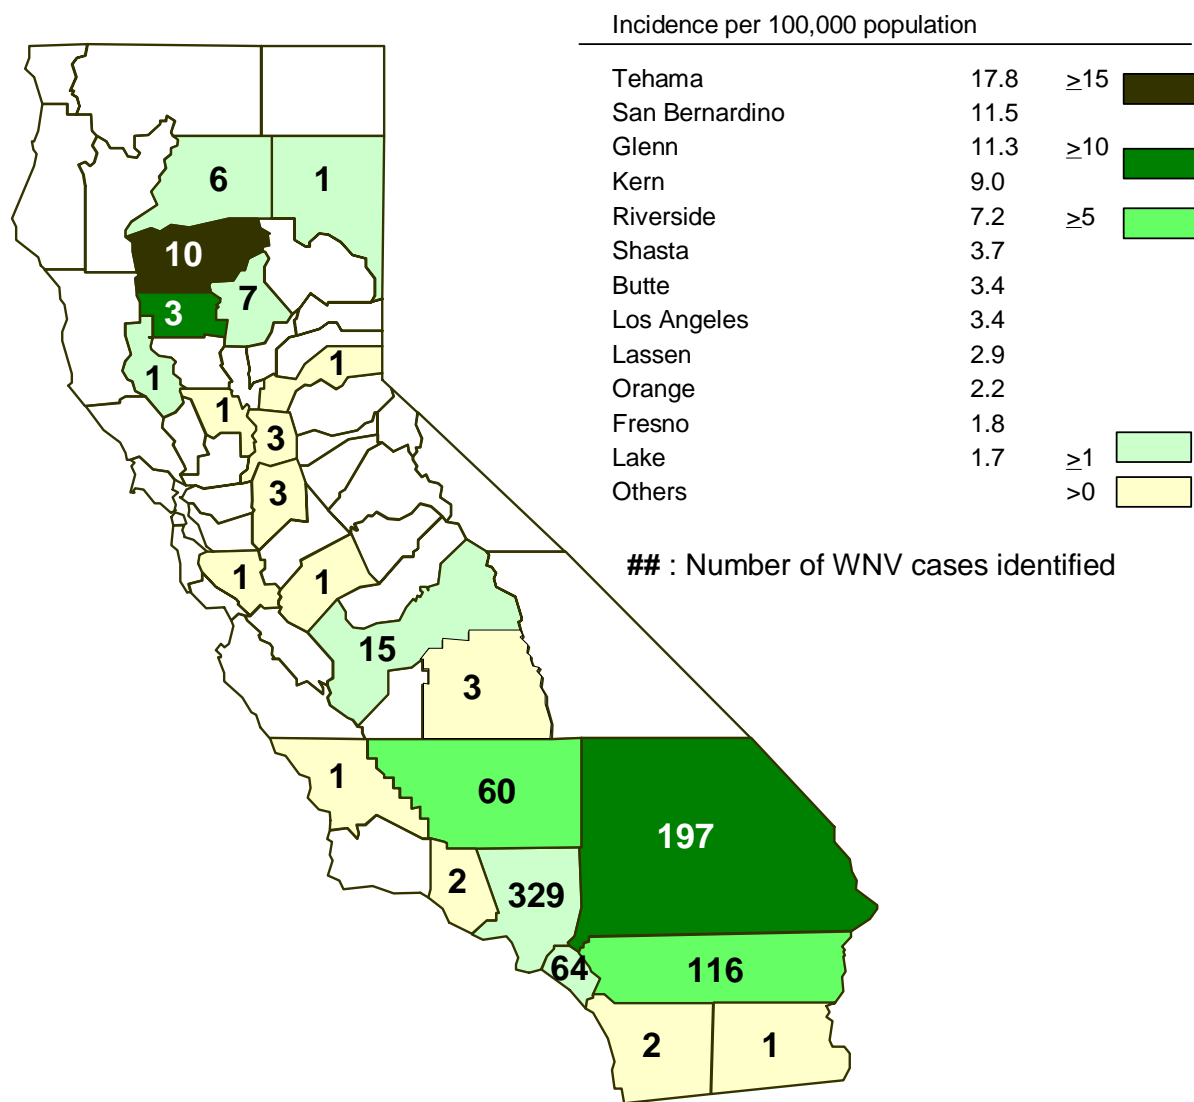 Incidence per 100,000 population
Tehama 17.8 ≥15
San Bernardino 11.5
Glenn 11.3 ≥10
Kern 9.0
Riverside 7.2 ≥5
Shasta 3.7
Butte 3.4
Los Angeles 3.4
Lassen 2.9
Orange 2.2
Fresno 1.8
Lake 1.7 ≥1
Others >0
## : Number of WNV cases identified
6 1
10
7
3
1
1
1
3
3
1 1
15
3
1 60
197
2 329
64 116
2 1